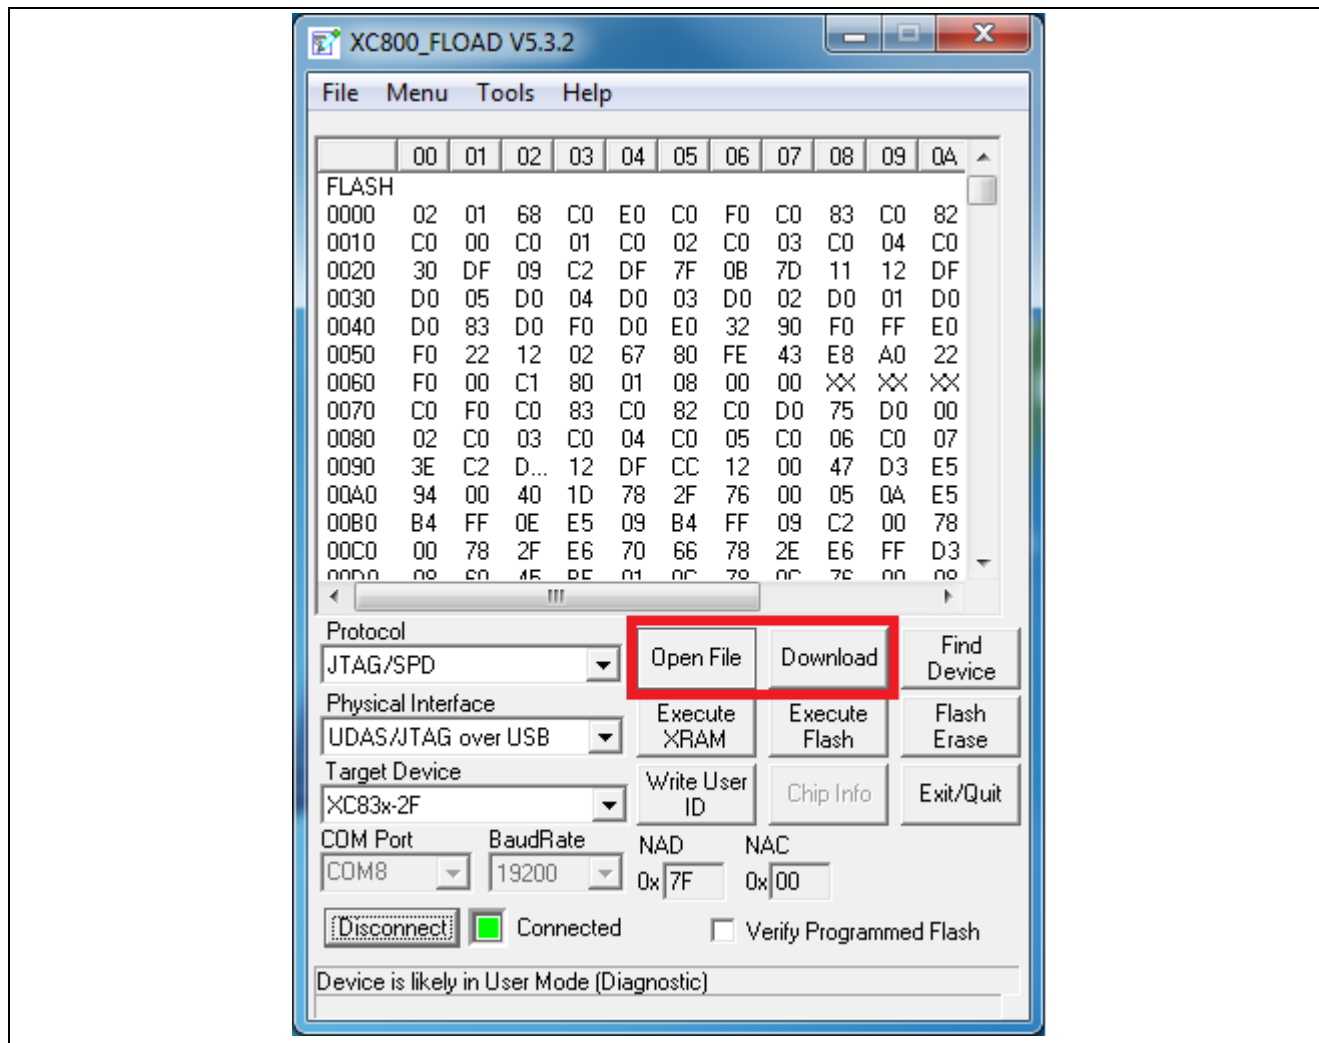 XC800_FLOAD V5.3.2
File Menu Tools Help
00 01 02 03 04 05 06 07 08 09 0A
FLASH
0000 02 01 68 C0 E0 C0 F0 C0 83 C0 82
0010 C0 00 C0 01 C0 02 C0 03 C0 04 C0
0020 30 DF 09 C2 DF 7F 0B 7D 11 12 DF
0030 D0 05 D0 04 D0 03 D0 02 D0 01 D0
0040 D0 83 D0 F0 D0 E0 32 90 F0 FF E0
0050 F0 22 12 02 67 80 FE 43 E8 A0 22
0060 F0 00 C1 80 01 08 00 00 XX XX XX
0070 C0 F0 C0 83 C0 82 C0 D0 75 D0 00
0080 02 C0 03 C0 04 C0 05 C0 06 C0 07
0090 3E C2 D... 12 DF CC 12 00 47 D3 E5
00A0 94 00 40 1D 78 2F 76 00 05 0A E5
00B0 B4 FF 0E E5 09 B4 FF 09 C2 00 78
00C0 00 78 2F E6 70 66 78 2E E6 FF D3
Protocol
JTAG/SPD
Open File Download Find Device
Physical Interface
UDAS/JTAG over USB
Execute XRAM Execute Flash Flash Erase
Target Device
XC83x-2F
Write User ID Chip Info Exit/Quit
COM Port BaudRate NAD NAC
COM8 19200 0x 7F 0x 00
Disconnect Connected Verify Programmed Flash
Device is likely in User Mode (Diagnostic)